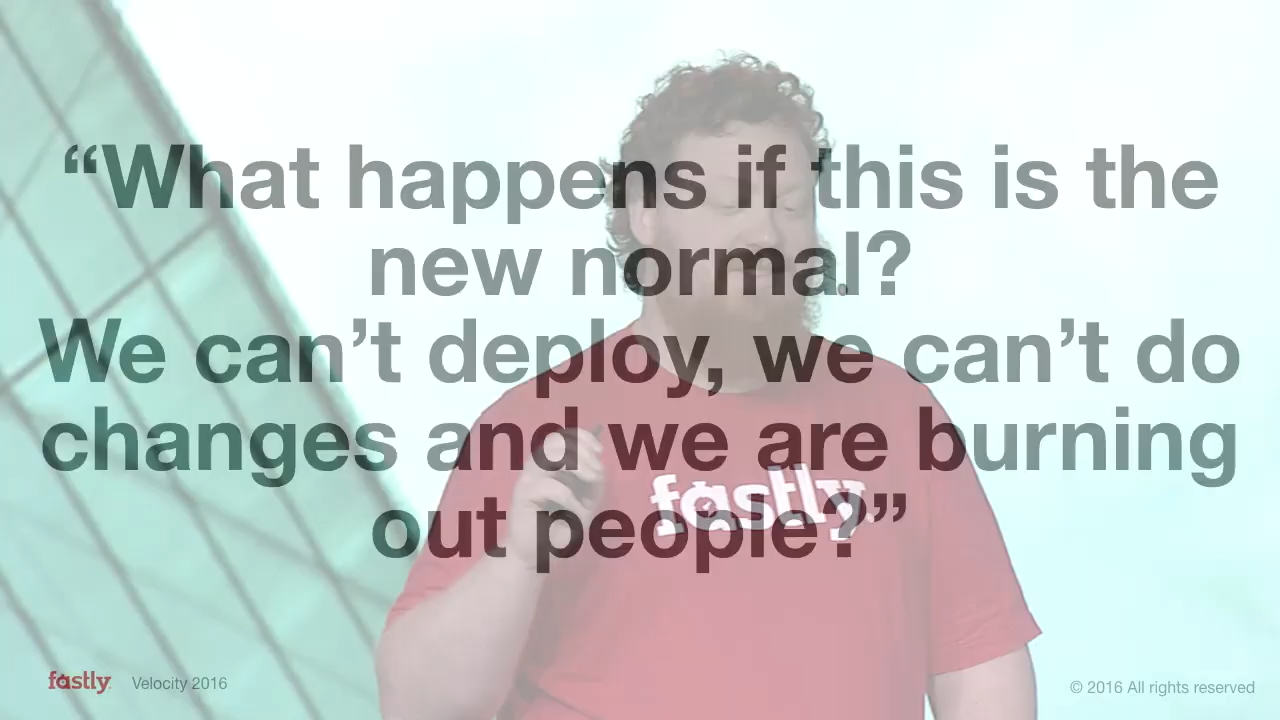 “What happens if this is the
new normal?
We can’t deploy, we can’t do
changes and we are burning
out people?”
fastly.
fastly.
Velocity 2016
© 2016 All rights reserved